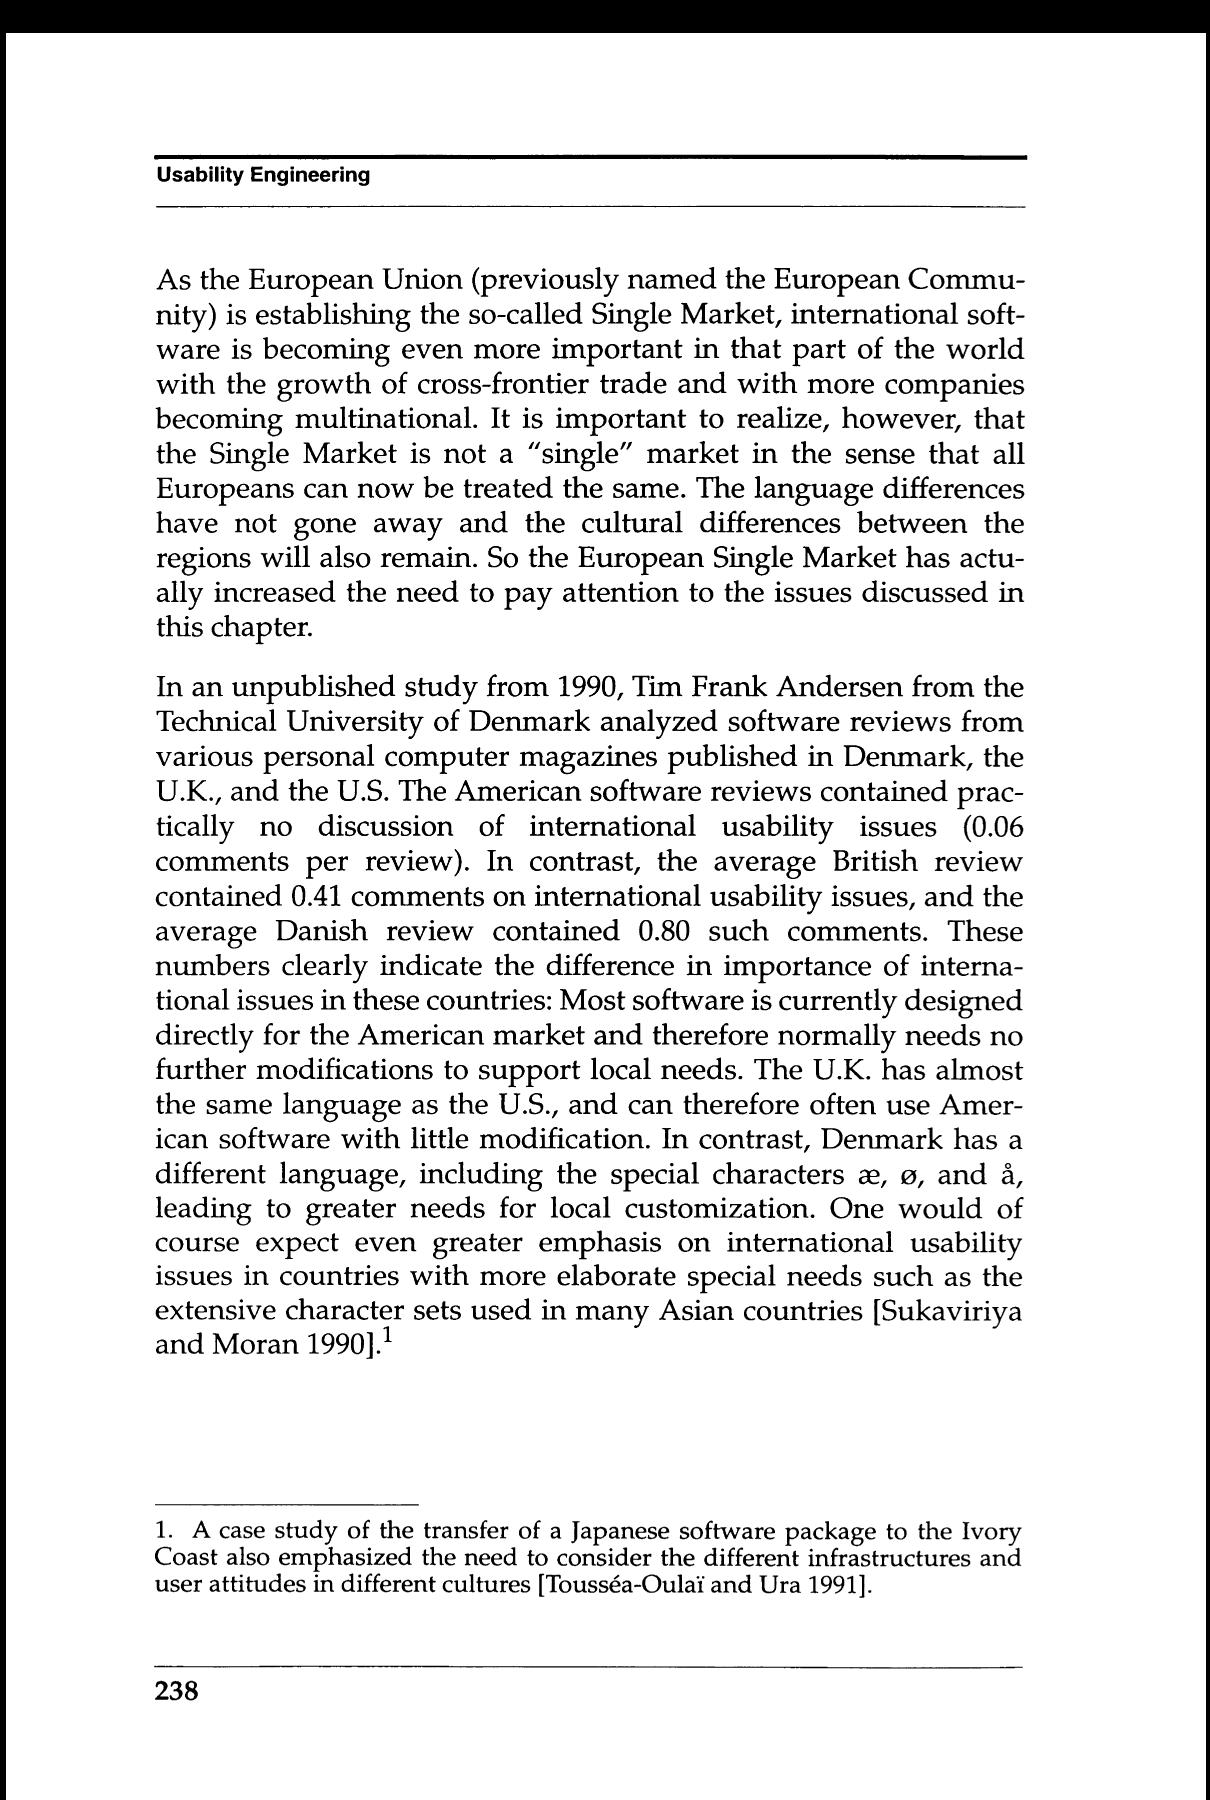 Usability Engineering
As the European Union (previously named the European Commu-
nity) is establishing the so-called Single Market, international soft-
ware is becoming even more important in that part of the world
with the growth of cross-frontier trade and with more companies
becoming multinational. It is important to realize, however, that
the Single Market is not a "single" market in the sense that all
Europeans can now be treated the same. The language differences
have not gone away and the cultural differences between the
regions will also remain. So the European Single Market has actu-
ally increased the need to pay attention to the issues discussed in
this chapter.
In an unpublished study from 1990, Tim Frank Andersen from the
Technical University of Denmark analyzed software reviews from
various personal computer magazines published in Denmark, the
U.K., and the U.S. The American software reviews contained prac-
tically no discussion of international usability issues (0.06
comments per review). In contrast, the average British review
contained 0.41 comments on international usability issues, and the
average Danish review contained 0.80 such comments. These
numbers clearly indicate the difference in importance of interna-
tional issues in these countries: Most software is currently designed
directly for the American market and therefore normally needs no
further modifications to support local needs. The U.K. has almost
the same language as the U.S., and can therefore often use Amer-
ican software with little modification. In contrast, Denmark has a
different language, including the special characters æ, ø, and å,
leading to greater needs for local customization. One would of
course expect even greater emphasis on international usability
issues in countries with more elaborate special needs such as the
extensive character sets used in many Asian countries [Sukaviriya
and Moran 1990].1
1. A case study of the transfer of a Japanese software package to the Ivory
Coast also emphasized the need to consider the different infrastructures and
user attitudes in different cultures [Tousséa-Oulaï and Ura 1991].
238